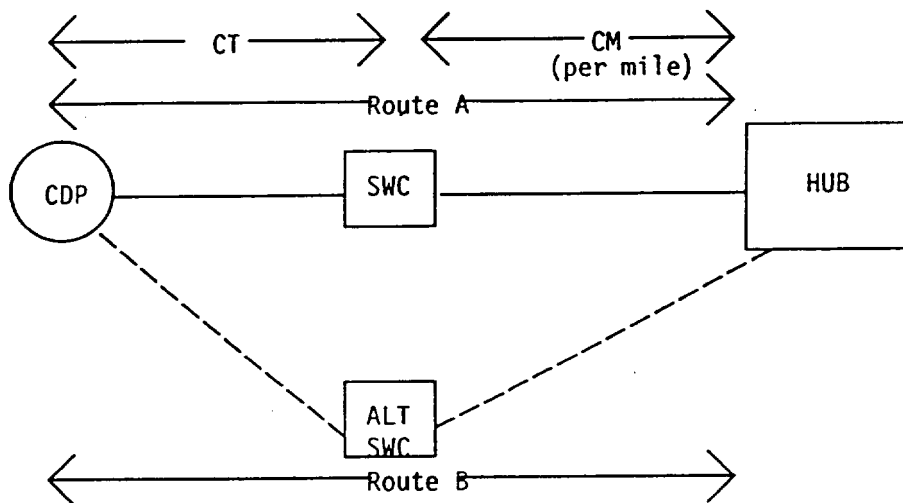 CT
CM
(per mile)
Route A
CDP
SWC
HUB
ALT
SWC
Route B